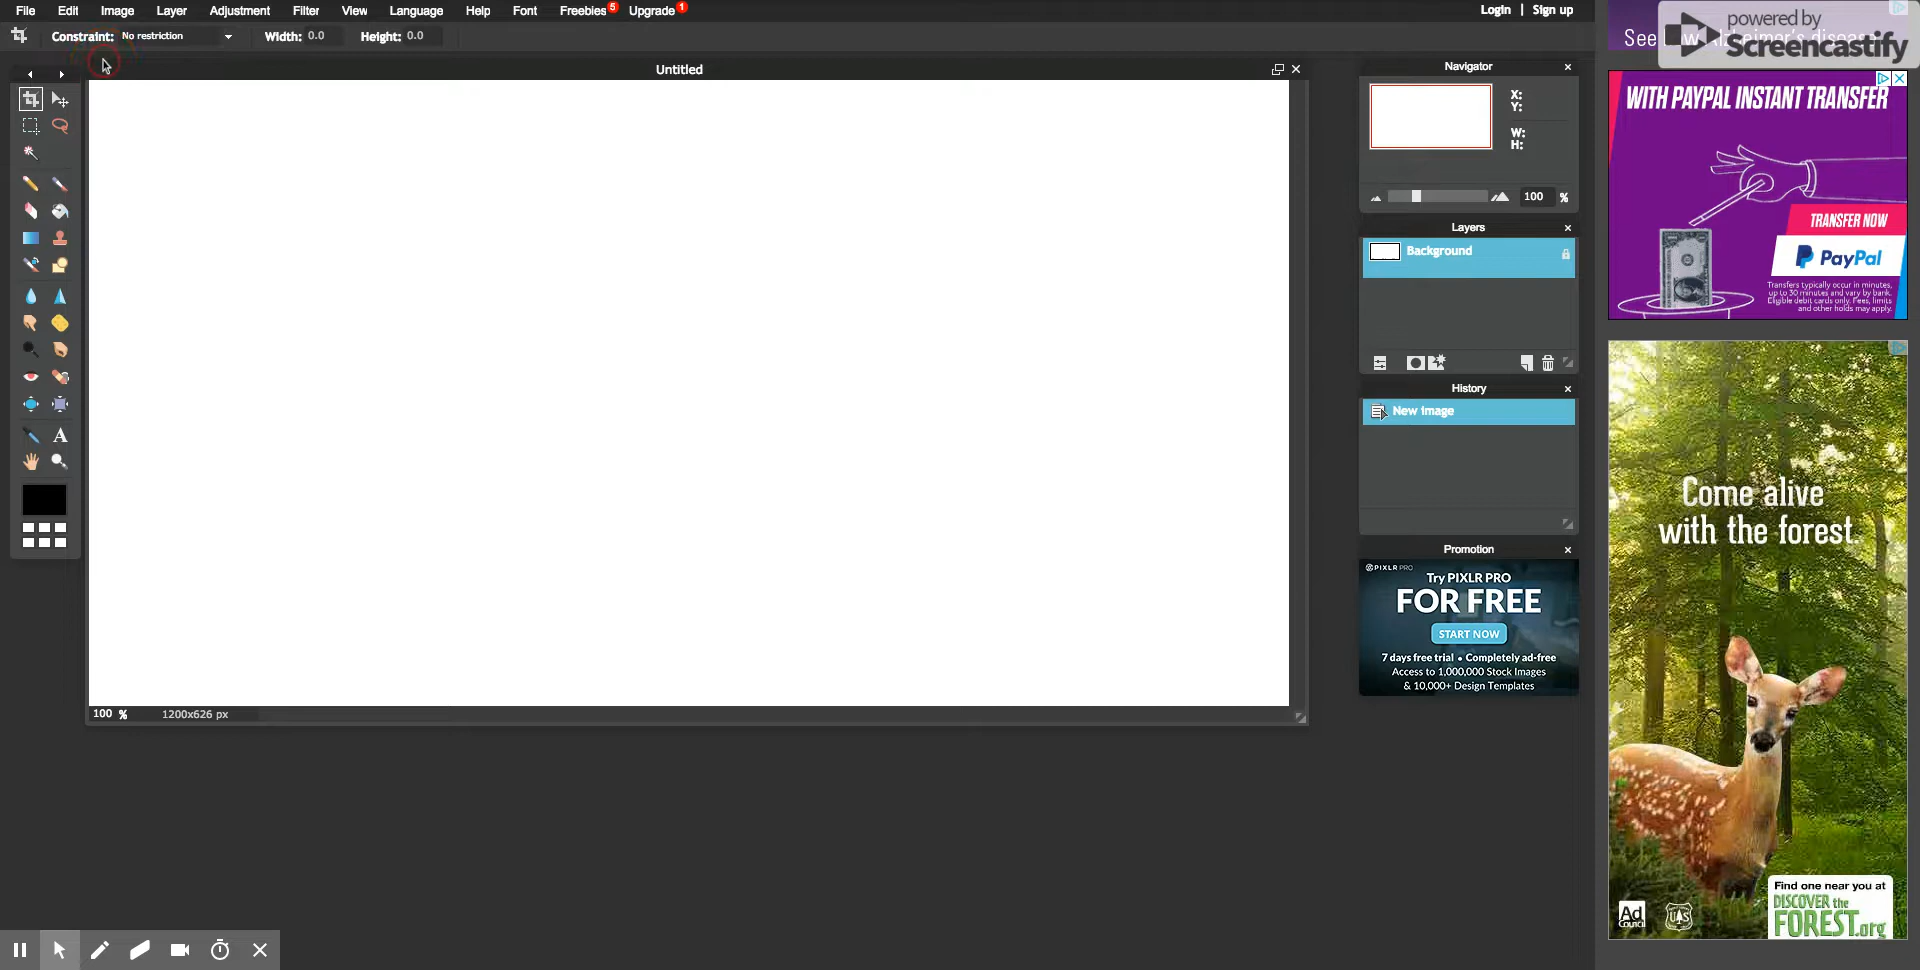 File Edit Image Layer Adjustment Filter View Language Help Font Freebies 5 Upgrade 1 Login | Sign up
Constraint: No restriction Width: 0.0 Height: 0.0
Untitled
100 % 1200x626 px
A
Navigator
X:
Y:
W:
H:
100 %
Layers
Background
History
New image
Promotion
PIXLR PRO
Try PIXLR PRO
FOR FREE
START NOW
7 days free trial • Completely ad-free
Access to 1,000,000 Stock Images
& 10,000+ Design Templates
See
powered by
Screencastify
WITH PAYPAL INSTANT TRANSFER
TRANSFER NOW
PayPal
Transfers typically occur in minutes,
up to 30 minutes and vary by bank.
Eligible debit cards only. Fees, limits
and other holds may apply.
Come alive
with the forest.
Find one near you at
DISCOVER the
FOREST.org
Ad
Council
UAS